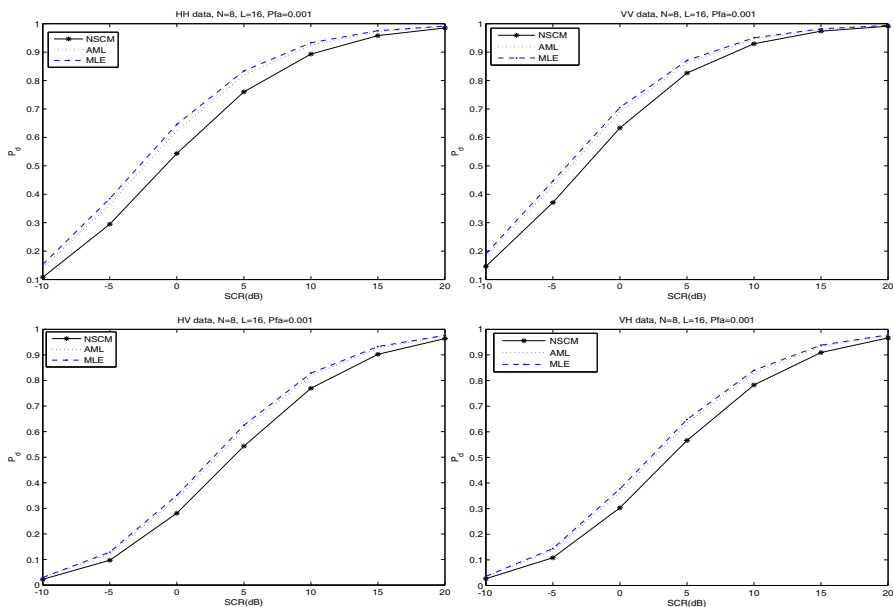 HH data, N=8, L=16, Pfa=0.001
1
0.9
0.8
0.7
0.6
0.5
0.4
0.3
0.2
0.1
P_d
NSCM
AML
MLE
-10 -5 0 5 10 15 20
SCR(dB)
VV data, N=8, L=16, Pfa=0.001
1
0.9
0.8
0.7
0.6
0.5
0.4
0.3
0.2
0.1
P_d
NSCM
AML
MLE
-10 -5 0 5 10 15 20
SCR(dB)
HV data, N=8, L=16, Pfa=0.001
1
0.9
0.8
0.7
0.6
0.5
0.4
0.3
0.2
0.1
0
P_d
NSCM
AML
MLE
-10 -5 0 5 10 15 20
SCR(dB)
VH data, N=8, L=16, Pfa=0.001
1
0.9
0.8
0.7
0.6
0.5
0.4
0.3
0.2
0.1
0
P_d
NSCM
AML
MLE
-10 -5 0 5 10 15 20
SCR(dB)